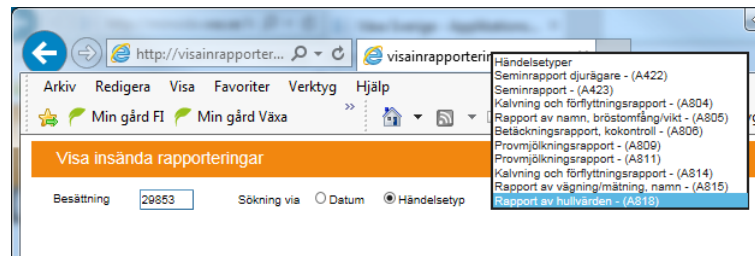 http://visainrapporter...
visainrapporterin
Arkiv Redigera Visa Favoriter Verktyg Hjälp
Min gård FI Min gård Växa
Visa insända rapporteringar
Besättning 29853 Sökning via Datum Händelsetyp
Händelsetyper
Seminrapport djurägare - (A422)
Seminrapport - (A423)
Kalvning och förflyttningsrapport - (A804)
Rapport av namn, bröstomfång/vikt - (A805)
Betäckningsrapport, kokontroll - (A806)
Provmjölkningsrapport - (A809)
Provmjölkningsrapport - (A811)
Kalvning och förflyttningsrapport - (A814)
Rapport av vägning/mätning, namn - (A815)
Rapport av hullvärden - (A818)